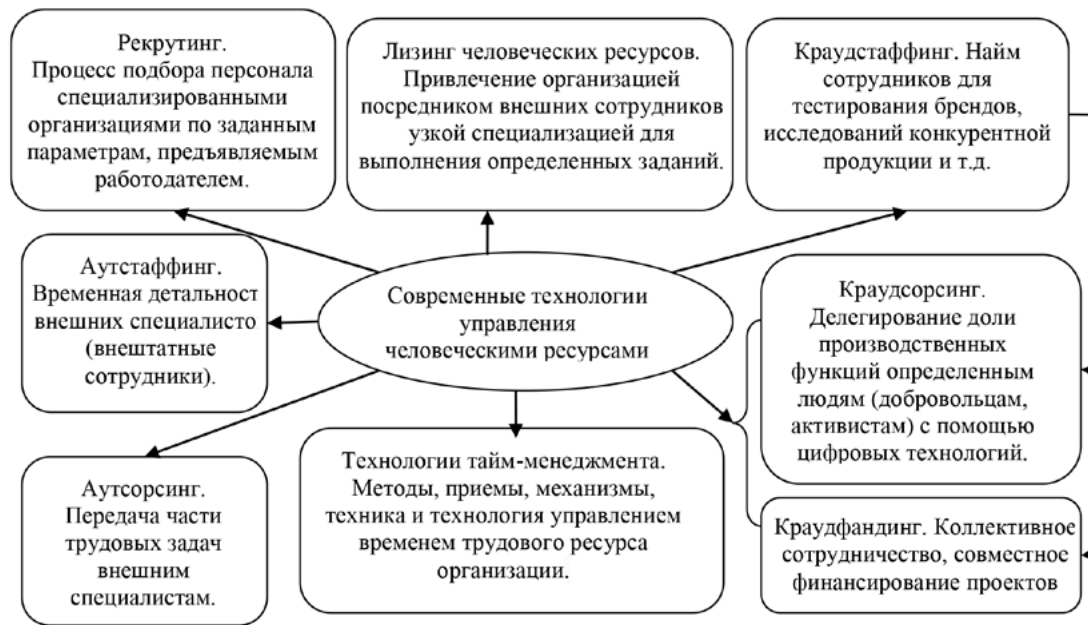 Рекрутинг.
Процесс подбора персонала
специализированными
организациями по заданным
параметрам, предъявляемым
работодателем.
Лизинг человеческих ресурсов.
Привлечение организацией
посредником внешних сотрудников
узкой специализацией для
выполнения определенных заданий.
Краудстаффинг. Найм
сотрудников для
тестирования брендов,
исследований конкурентной
продукции и т.д.
Аутстаффинг.
Временная детальност
внешних специалисто
(внештатные
сотрудники).
Современные технологии
управления
человеческими ресурсами
Краудсорсинг.
Делегирование доли
производственных
функций определенным
людям (добровольцам,
активистам) с помощью
цифровых технологий.
Аутсорсинг.
Передача части
трудовых задач
внешним
специалистам.
Технологии тайм-менеджмента.
Методы, приемы, механизмы,
техника и технология управлением
временем трудового ресурса
организации.
Краудфандинг. Коллективное
сотрудничество, совместное
финансирование проектов